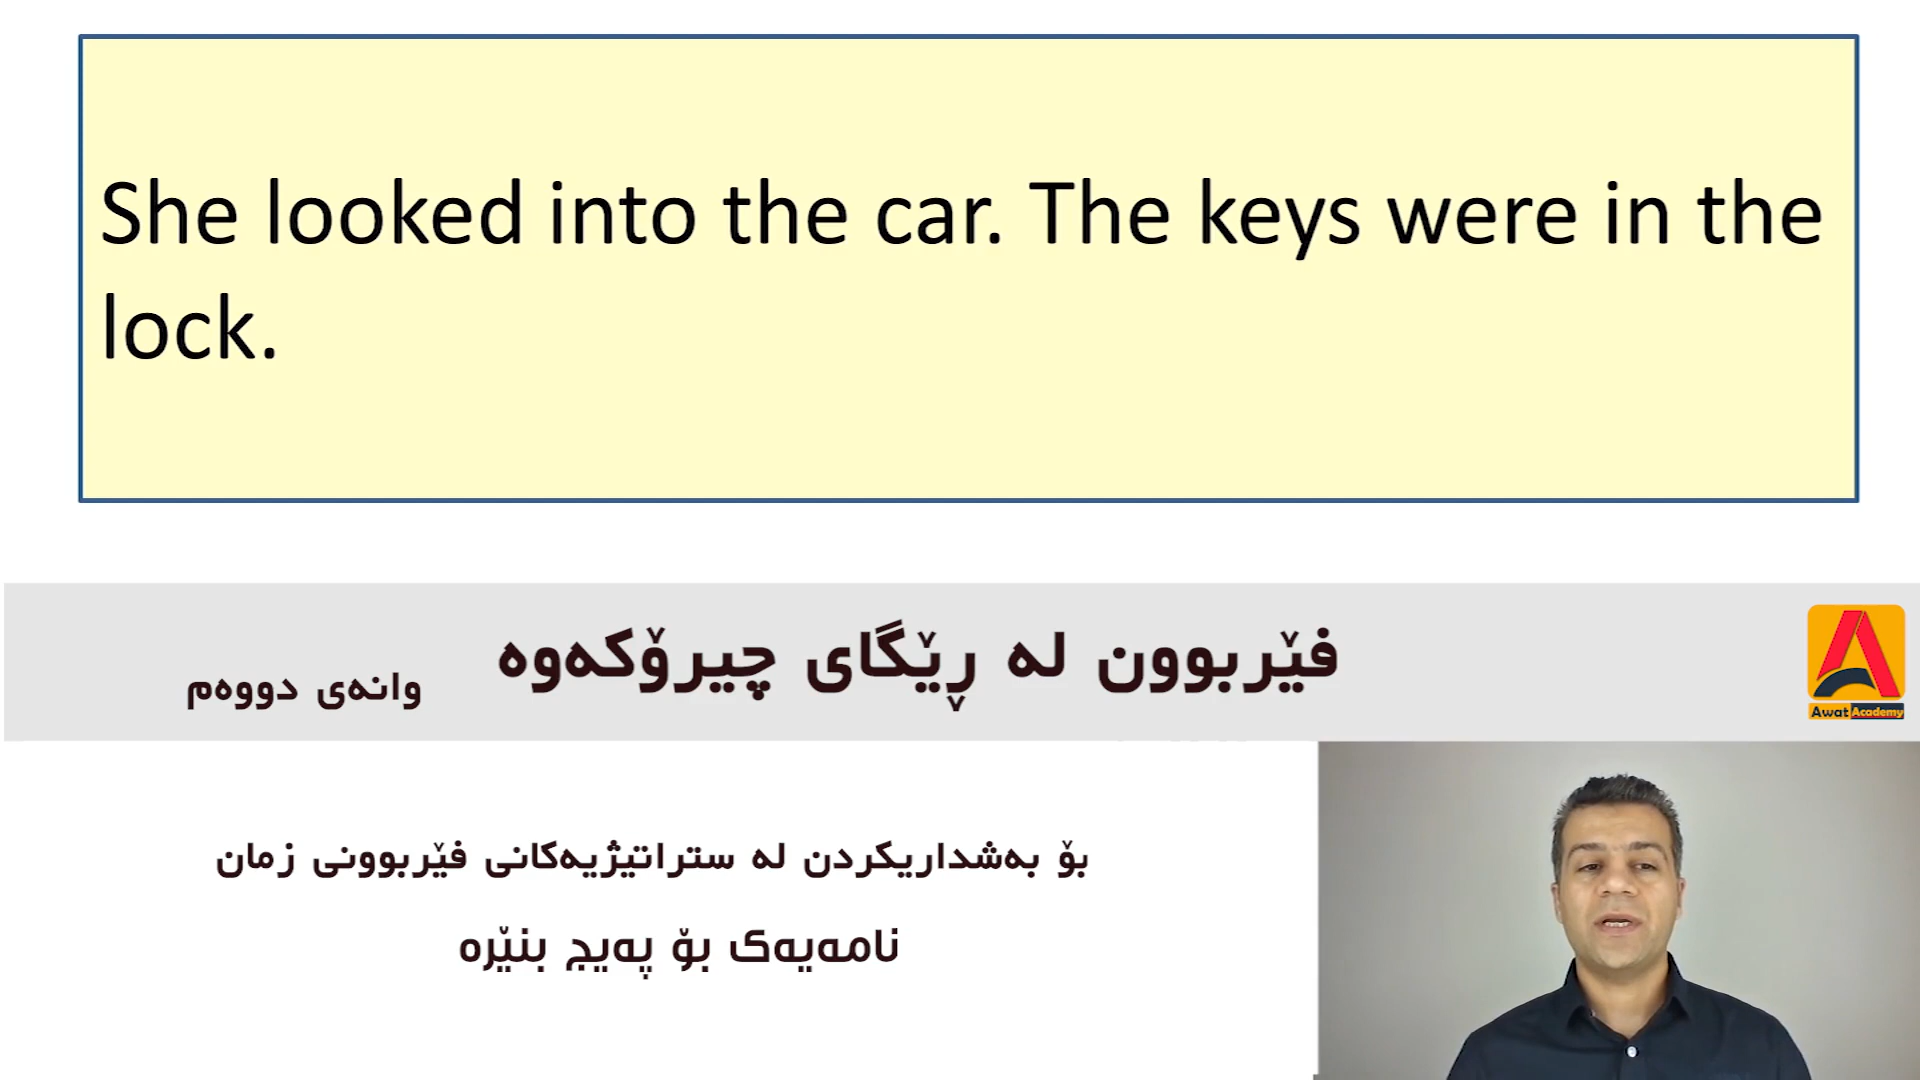 She looked into the car. The keys were in the
lock.
فێربوون لە ڕێگای چیرۆکەوە
وانەی دووەم
Awat Academy
بۆ بەشداریکردن لە ستراتیژیەکانی فێربوونی زمان
نامەیەک بۆ پەیج بنێرە